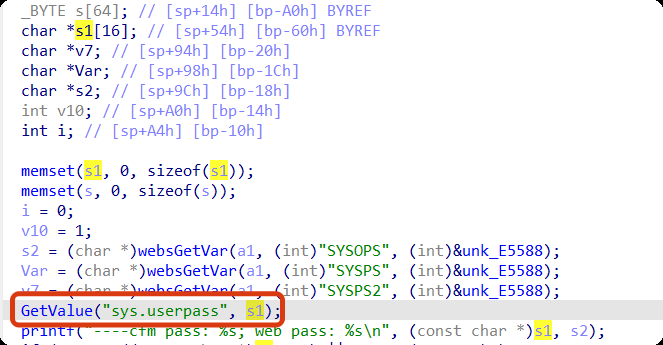 _BYTE s[64]; // [sp+14h] [bp-A0h] BYREF
char *s1[16]; // [sp+54h] [bp-60h] BYREF
char *v7; // [sp+94h] [bp-20h]
char *Var; // [sp+98h] [bp-1Ch]
char *s2; // [sp+9Ch] [bp-18h]
int v10; // [sp+A0h] [bp-14h]
int i; // [sp+A4h] [bp-10h]
memset(s1, 0, sizeof(s1));
memset(s, 0, sizeof(s));
i = 0;
v10 = 1;
s2 = (char *)websGetVar(a1, (int)"SYSOPS", (int)&unk_E5588);
Var = (char *)websGetVar(a1, (int)"SYSPS", (int)&unk_E5588);
v7 = (char *)websGetVar(a1, (int)"SYSPS2", (int)&unk_E5588);
GetValue("sys.userpass", s1);
printf("----cfm pass: %s; web pass: %s\n", (const char *)s1, s2);